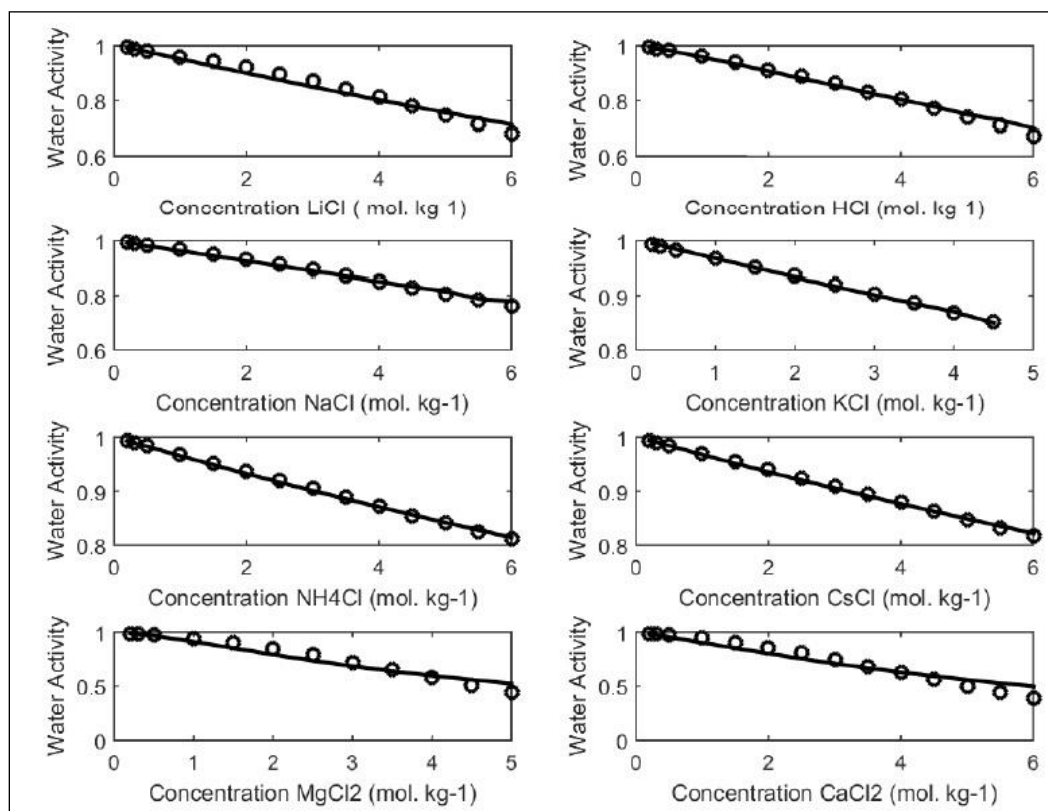 Water Activity
1
0.8
0.6
0 2 4 6
Concentration LiCl ( mol. kg 1)
Water Activity
1
0.8
0.6
0 2 4 6
Concentration HCl (mol. kg 1)
Water Activity
1
0.8
0.6
0 2 4 6
Concentration NaCl (mol. kg-1)
Water Activity
1
0.9
0.8
0 1 2 3 4 5
Concentration KCl (mol. kg-1)
Water Activity
1
0.9
0.8
0 2 4 6
Concentration NH4Cl (mol. kg-1)
Water Activity
1
0.9
0.8
0 2 4 6
Concentration CsCl (mol. kg-1)
Water Activity
1
0.5
0
0 1 2 3 4 5
Concentration MgCl2 (mol. kg-1)
Water Activity
1
0.5
0
0 2 4 6
Concentration CaCl2 (mol. kg-1)